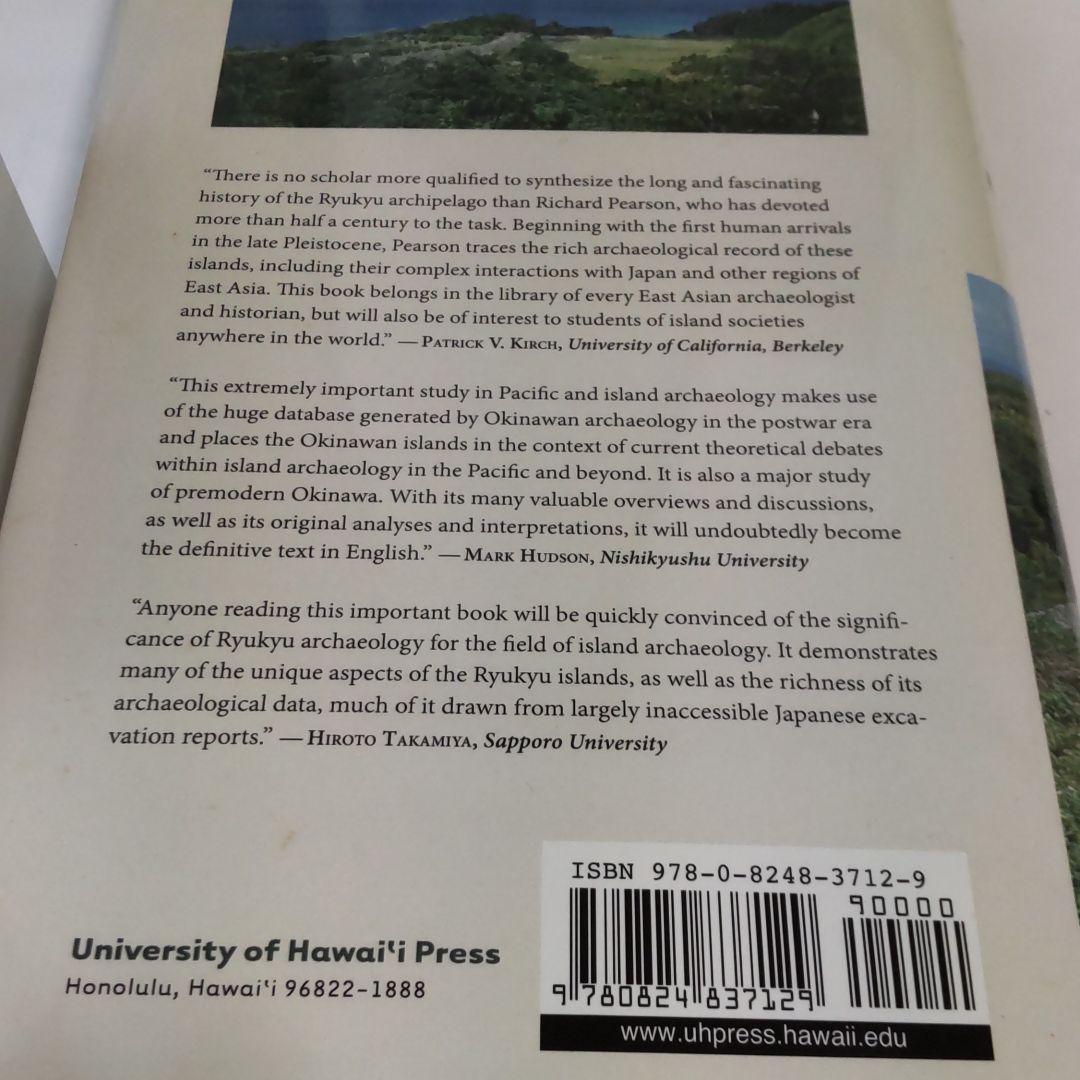 “There is no scholar more qualified to synthesize the long and fascinating
history of the Ryukyu archipelago than Richard Pearson, who has devoted
more than half a century to the task. Beginning with the first human arrivals
in the late Pleistocene, Pearson traces the rich archaeological record of these
islands, including their complex interactions with Japan and other regions of
East Asia. This book belongs in the library of every East Asian archaeologist
and historian, but will also be of interest to students of island societies
anywhere in the world.” — Patrick V. Kirch, University of California, Berkeley
“This extremely important study in Pacific and island archaeology makes use
of the huge database generated by Okinawan archaeology in the postwar era
and places the Okinawan islands in the context of current theoretical debates
within island archaeology in the Pacific and beyond. It is also a major study
of premodern Okinawa. With its many valuable overviews and discussions,
as well as its original analyses and interpretations, it will undoubtedly become
the definitive text in English.” — Mark Hudson, Nishikyushu University
“Anyone reading this important book will be quickly convinced of the signifi-
cance of Ryukyu archaeology for the field of island archaeology. It demonstrates
many of the unique aspects of the Ryukyu islands, as well as the richness of its
archaeological data, much of it drawn from largely inaccessible Japanese exca-
vation reports.” — Hiroto Takamiya, Sapporo University
ISBN 978-0-8248-3712-9
90000
9 780824 837129
www.uhpress.hawaii.edu
University of Hawaiʻi Press
Honolulu, Hawaiʻi 96822-1888